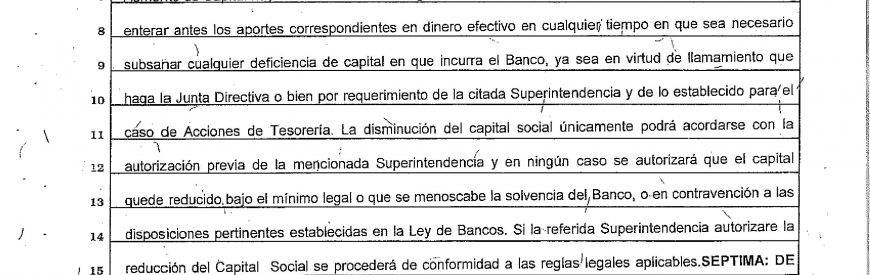 8 enterar antes los aportes correspondientes en dinero efectivo en cualquier tiempo en que sea necesario
9 subsanar cualquier deficiencia de capital en que incurra el Banco, ya sea en virtud de llamamiento que
10 haga la Junta Directiva o bien por requerimiento de la citada Superintendencia y de lo establecido para el
11 caso de Acciones de Tesorería. La disminución del capital social únicamente podrá acordarse con la
12 autorización previa de la mencionada Superintendencia y en ningún caso se autorizará que el capital
13 quede reducido bajo el mínimo legal o que se menoscabe la solvencia del Banco, o en contravención a las
14 disposiciones pertinentes establecidas en la Ley de Bancos. Si la referida Superintendencia autorizare la
15 reducción del Capital Social se procederá de conformidad a las reglas legales aplicables.SEPTIMA: DE